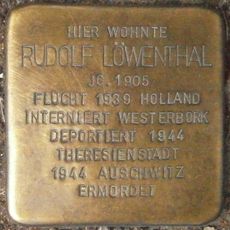 HIER WOHNTE
RUDOLF LÖWENTHAL
JG. 1905
FLUCHT 1939 HOLLAND
INTERNIERT WESTERBORK
DEPORTIERT 1944
THERESIENSTADT
1944 AUSCHWITZ
ERMORDET